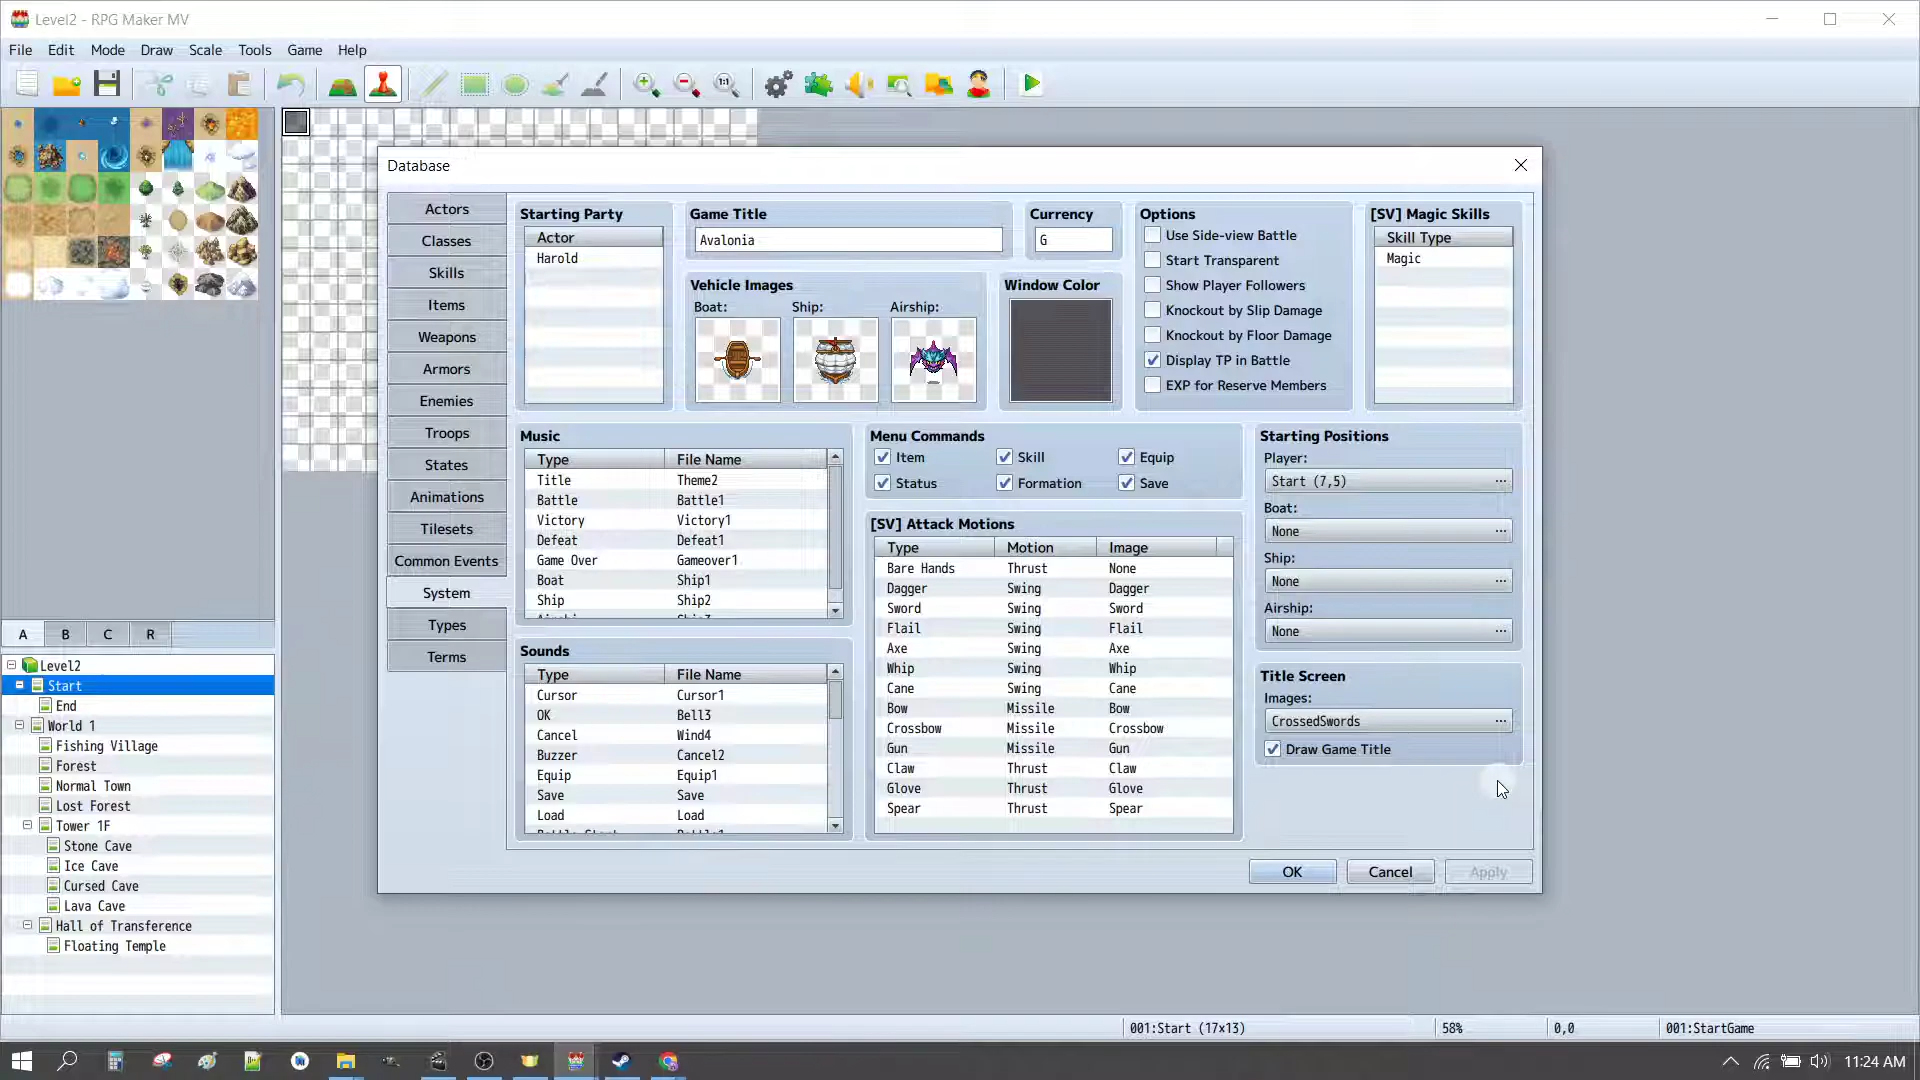 Level2 - RPG Maker MV
File Edit Mode Draw Scale Tools Game Help
1:1
Database
Actors
Classes
Skills
Items
Weapons
Armors
Enemies
Troops
States
Animations
Tilesets
Common Events
System
Types
Terms
Starting Party
Actor
Harold
Game Title
Avalonia
Currency
G
Vehicle Images
Boat: Ship: Airship:
Window Color
Options
Use Side-view Battle
Start Transparent
Show Player Followers
Knockout by Slip Damage
Knockout by Floor Damage
Display TP in Battle
EXP for Reserve Members
[SV] Magic Skills
Skill Type
Magic
Music
Type File Name
Title Theme2
Battle Battle1
Victory Victory1
Defeat Defeat1
Game Over Gameover1
Boat Ship1
Ship Ship2
Sounds
Type File Name
Cursor Cursor1
OK Bell3
Cancel Wind4
Buzzer Cancel2
Equip Equip1
Save Save
Load Load
Menu Commands
Item Skill Equip
Status Formation Save
[SV] Attack Motions
Type Motion Image
Bare Hands Thrust None
Dagger Swing Dagger
Sword Swing Sword
Flail Swing Flail
Axe Swing Axe
Whip Swing Whip
Cane Swing Cane
Bow Missile Bow
Crossbow Missile Crossbow
Gun Missile Gun
Claw Thrust Claw
Glove Thrust Glove
Spear Thrust Spear
Starting Positions
Player:
Start (7,5) ...
Boat:
None ...
Ship:
None ...
Airship:
None ...
Title Screen
Images:
CrossedSwords ...
Draw Game Title
OK Cancel Apply
A B C R
Level2
Start
End
World 1
Fishing Village
Forest
Normal Town
Lost Forest
Tower 1F
Stone Cave
Ice Cave
Cursed Cave
Lava Cave
Hall of Transference
Floating Temple
001:Start (17x13) 58% 0,0 001:StartGame
11:24 AM